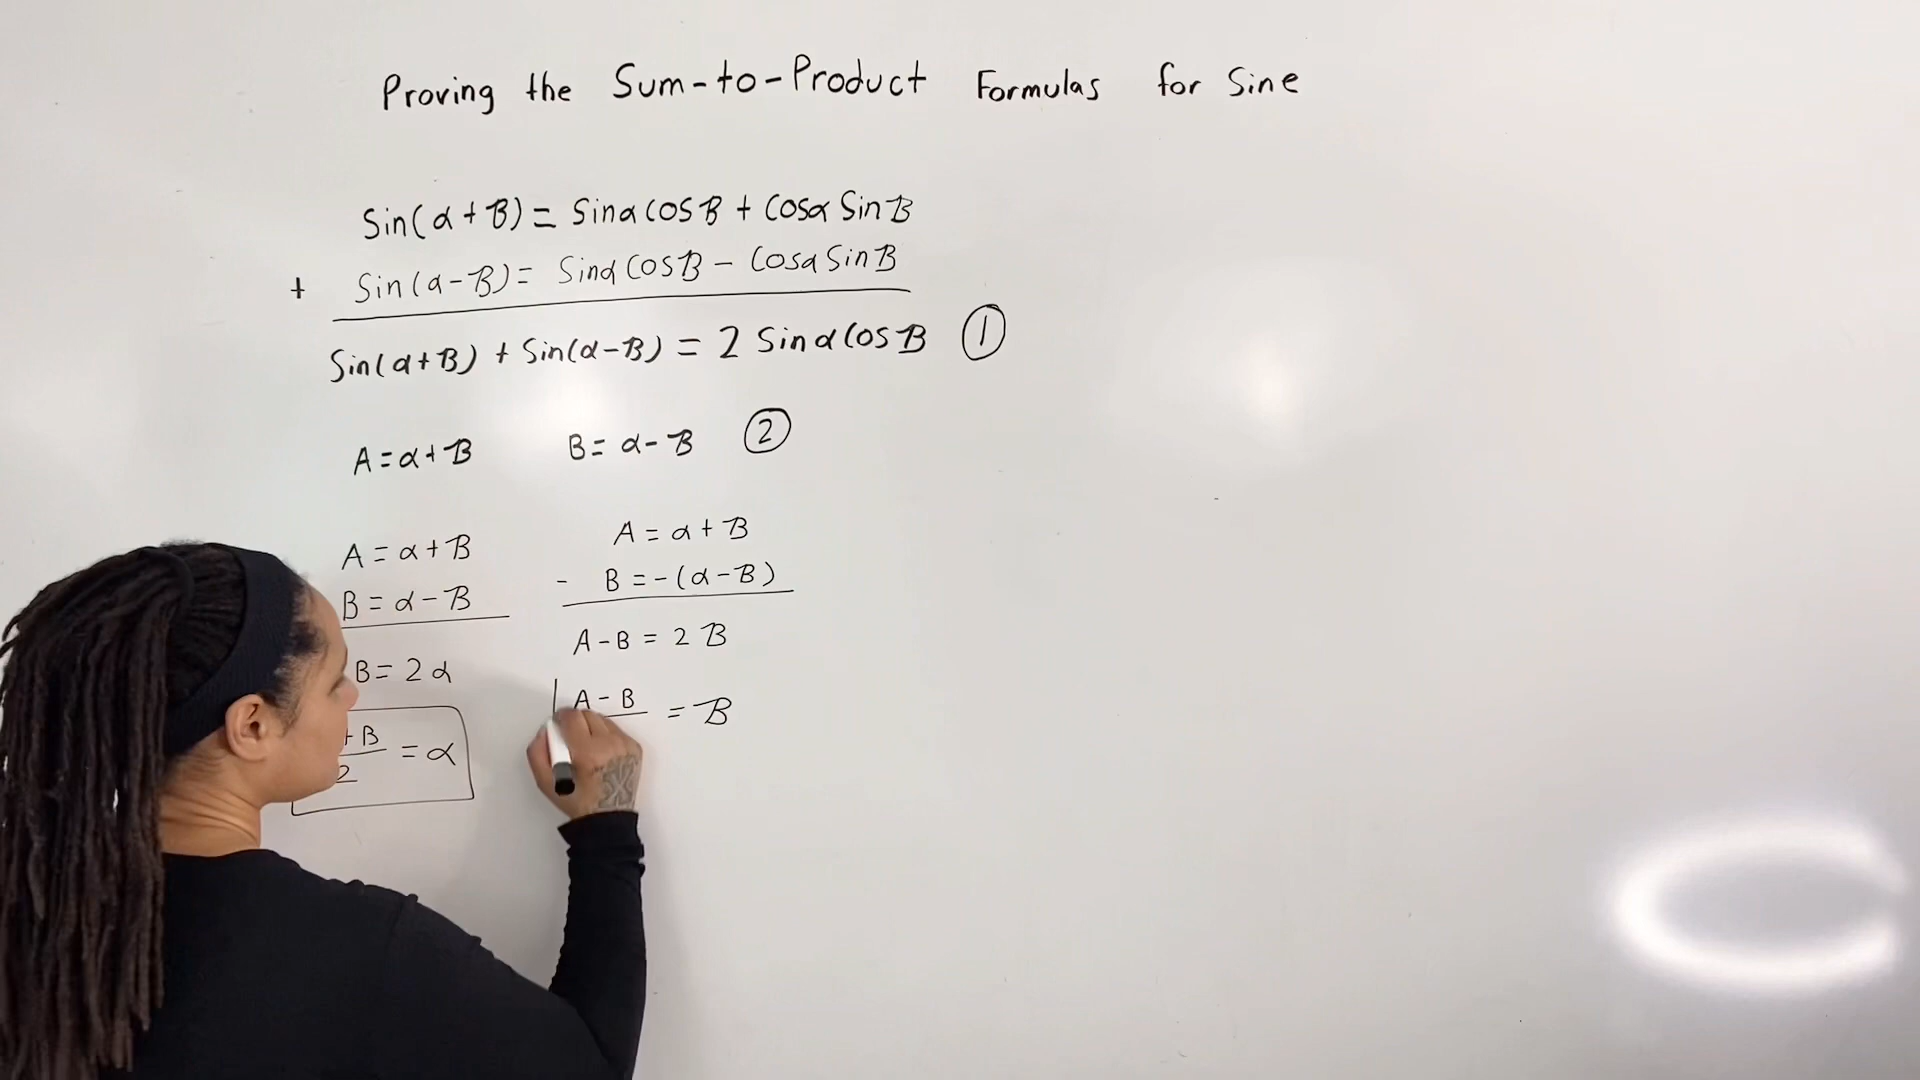 Proving the Sum-to-Product Formulas for Sine
Sin(α+β) = Sinα cosβ + Cosα Sinβ
+ Sin(α-β) = Sinα Cosβ - Cosα Sinβ
Sin(α+β) + Sin(α-β) = 2 Sinα Cosβ ①
A = α+β B = α-β ②
A = α+β
B = α-β
B = 2α
+B
2
= α
A = α+β
- B = -(α-β)
A-B = 2β
A-B
= β